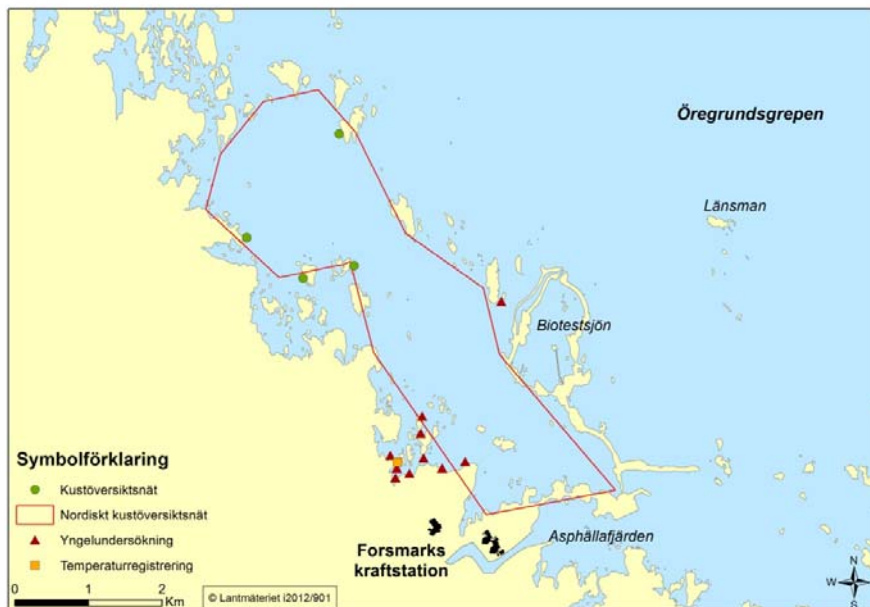 Öregrundsgrepen
Länsman
Biotestsjön
Symbolförklaring
Kustöversiktsnät
Nordiskt kustöversiktsnät
Yngelundersökning
Temperaturregistrering
Forsmarks
kraftstation
Asphällafjärden
0 1 2
Km
© Lantmäteriet i2012/901
N
W E
S